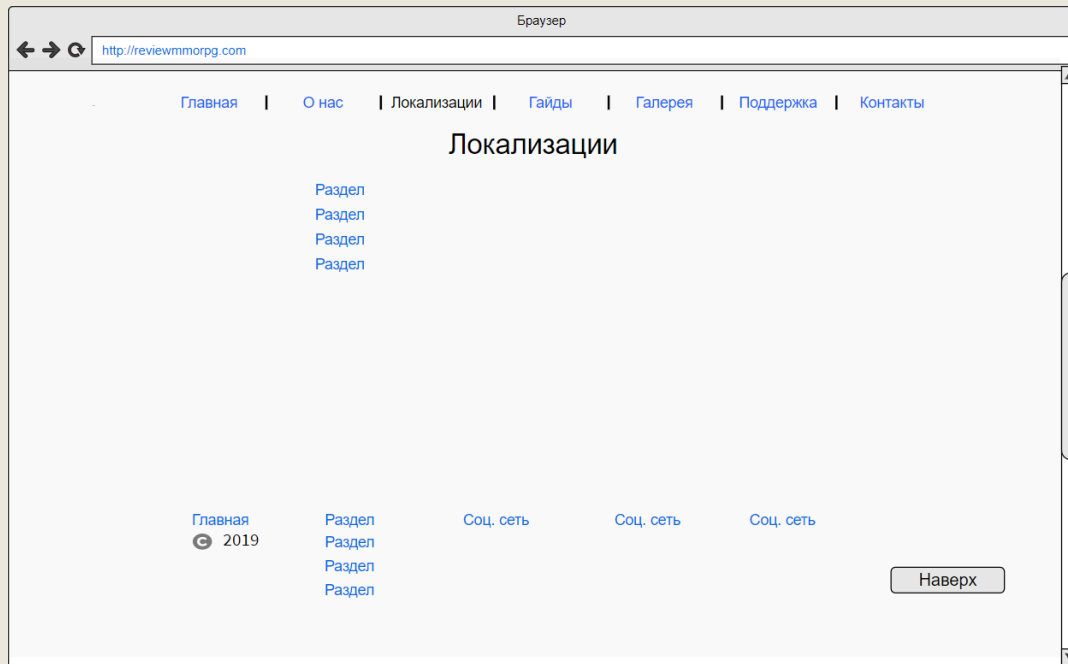 Браузер
http://reviewmmorpg.com
Главная | О нас | Локализации | Гайды | Галерея | Поддержка | Контакты
Локализации
Раздел
Раздел
Раздел
Раздел
Главная Раздел Соц. сеть Соц. сеть Соц. сеть
© 2019 Раздел
Раздел
Наверх
Раздел